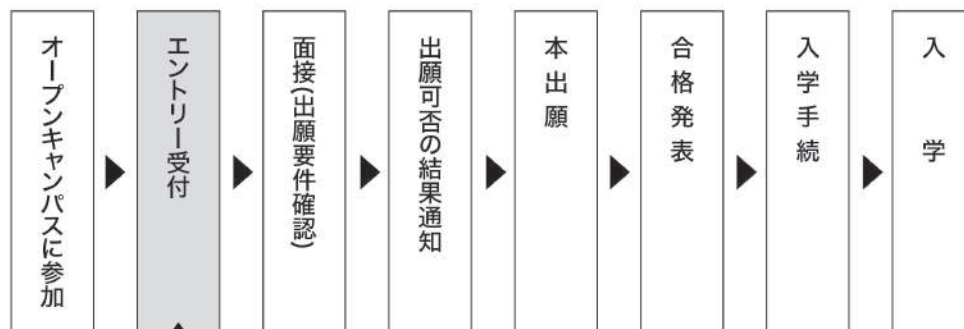 オープンキャンパスに参加
エントリー受付
面接(出願要件確認)
出願可否の結果通知
本出願
合格発表
入学手続
入学